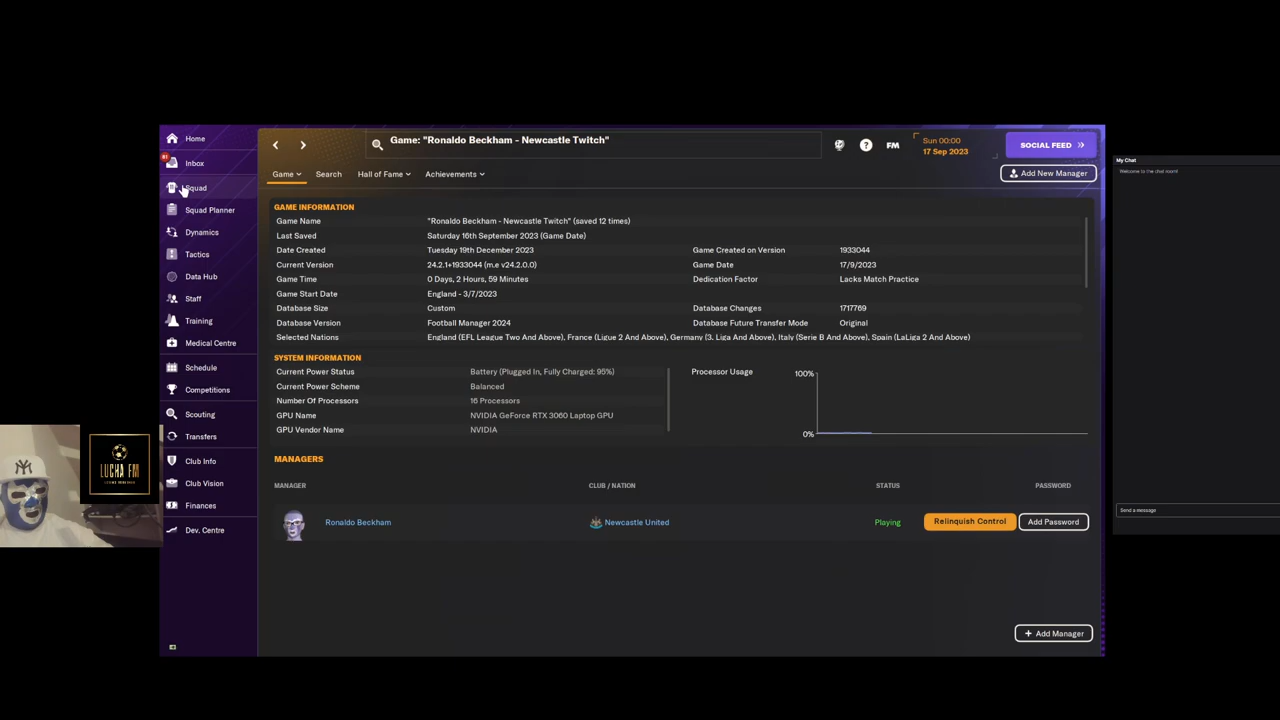 Home
Inbox
Squad
Squad Planner
Dynamics
Tactics
Data Hub
Staff
Training
Medical Centre
Schedule
Competitions
Scouting
Transfers
Club Info
Club Vision
Finances
Dev. Centre
Game: "Ronaldo Beckham - Newcastle Twitch"
FM
Sun 00:00
17 Sep 2023
SOCIAL FEED
Game Search Hall of Fame Achievements
Add New Manager
GAME INFORMATION
Game Name "Ronaldo Beckham - Newcastle Twitch" (saved 12 times)
Last Saved Saturday 16th September 2023 (Game Date)
Date Created Tuesday 19th December 2023 Game Created on Version 1933044
Current Version 24.2.1+1933044 (m.e v24.2.0.0) Game Date 17/9/2023
Game Time 0 Days, 2 Hours, 59 Minutes Dedication Factor Lacks Match Practice
Game Start Date England - 3/7/2023
Database Size Custom Database Changes 1717769
Database Version Football Manager 2024 Database Future Transfer Mode Original
Selected Nations England (EFL League Two And Above), France (Ligue 2 And Above), Germany (3. Liga And Above), Italy (Serie B And Above), Spain (LaLiga 2 And Above)
SYSTEM INFORMATION
Current Power Status Battery (Plugged In, Fully Charged: 95%) Processor Usage 100%
Current Power Scheme Balanced
Number Of Processors 16 Processors
GPU Name NVIDIA GeForce RTX 3060 Laptop GPU
GPU Vendor Name NVIDIA 0%
MANAGERS
MANAGER CLUB / NATION STATUS PASSWORD
Ronaldo Beckham Newcastle United Playing Relinquish Control Add Password
+ Add Manager
LUCHA FM
My Chat
Welcome to the chat room!
Send a message